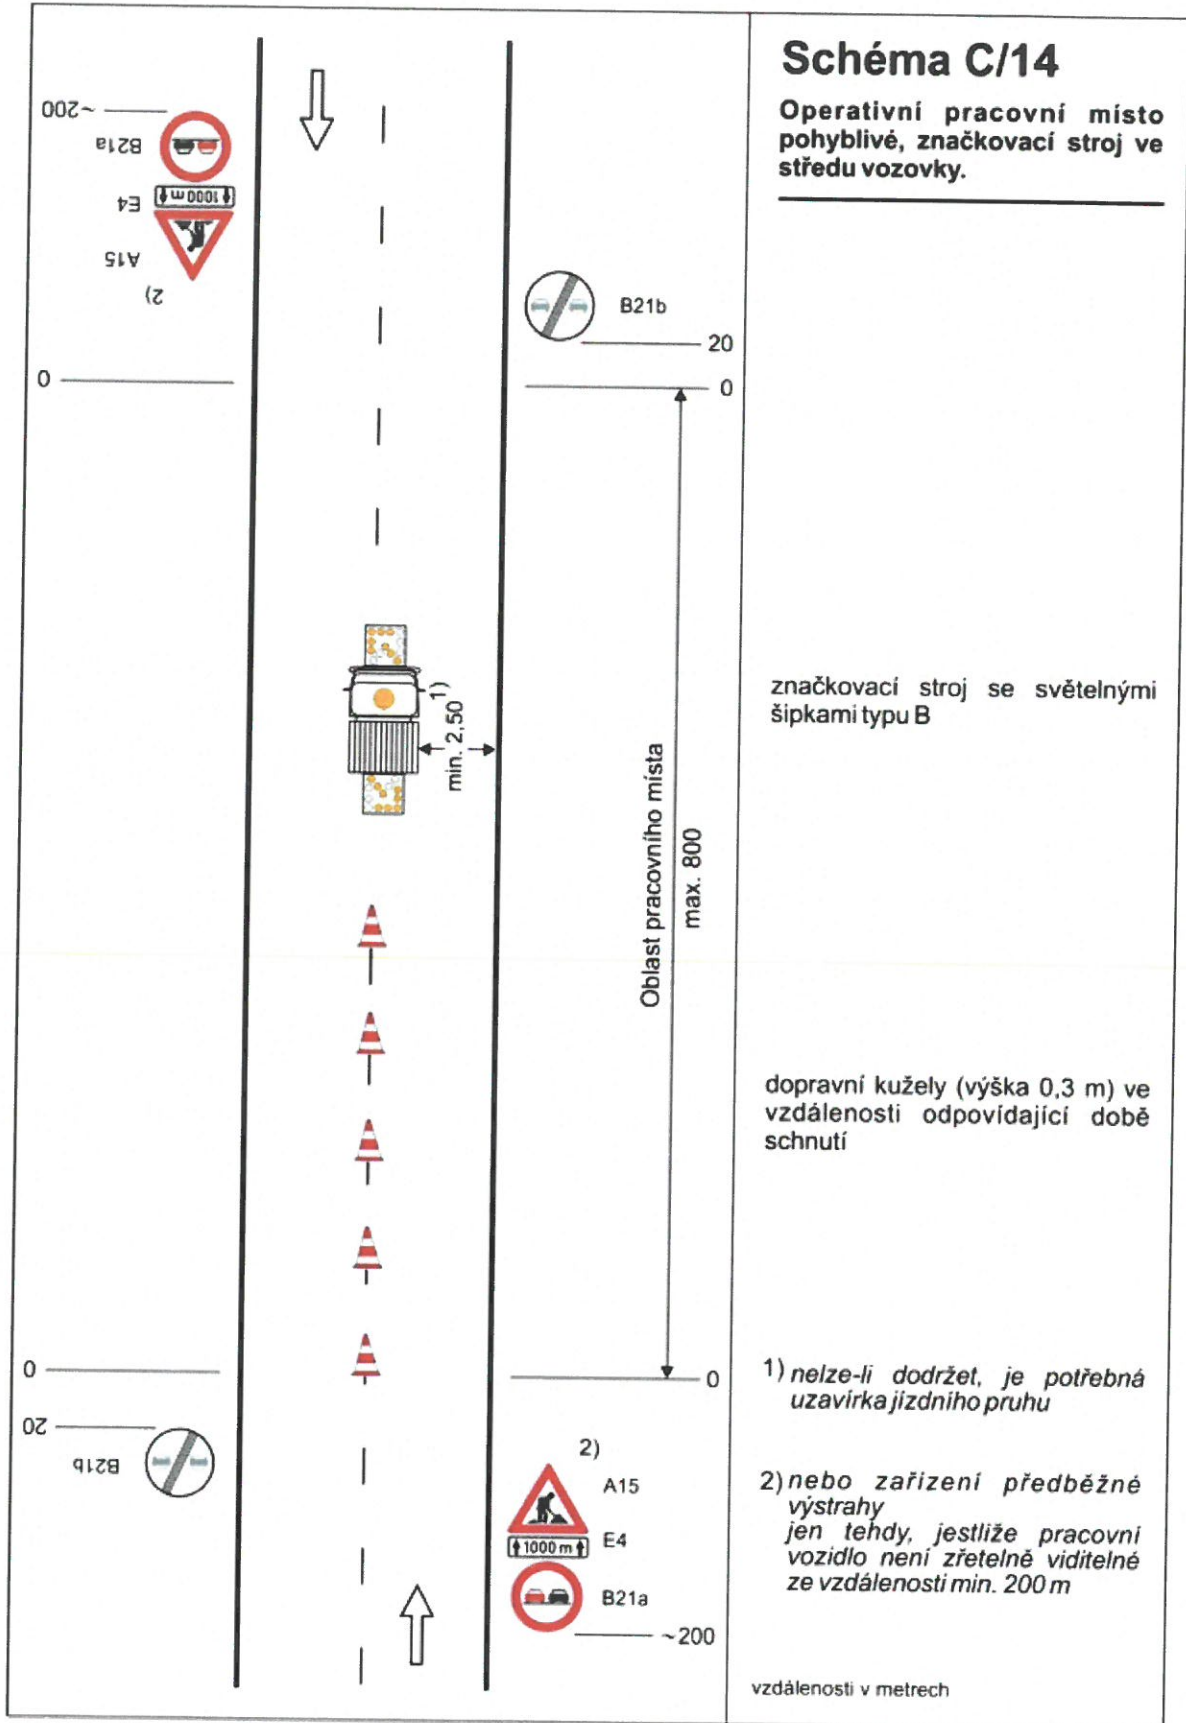 Schéma C/14
Operativní pracovní místo
pohyblivé, značkovací stroj ve
středu vozovky.
~200
B21a
1000 m
E4
A15
2)
0
B21b
20
0
značkovací stroj se světelnými
šipkami typu B
1)
min. 2,50
Oblast pracovního místa
max. 800
dopravní kužely (výška 0,3 m) ve
vzdálenosti odpovídající době
schnutí
0
20
B21b
0
1) nelze-li dodržet, je potřebná
uzavírka jízdního pruhu
2)
A15
1000 m
E4
B21a
~200
2) nebo zařízení předběžné
výstrahy
jen tehdy, jestliže pracovní
vozidlo není zřetelně viditelné
ze vzdálenosti min. 200 m
vzdálenosti v metrech